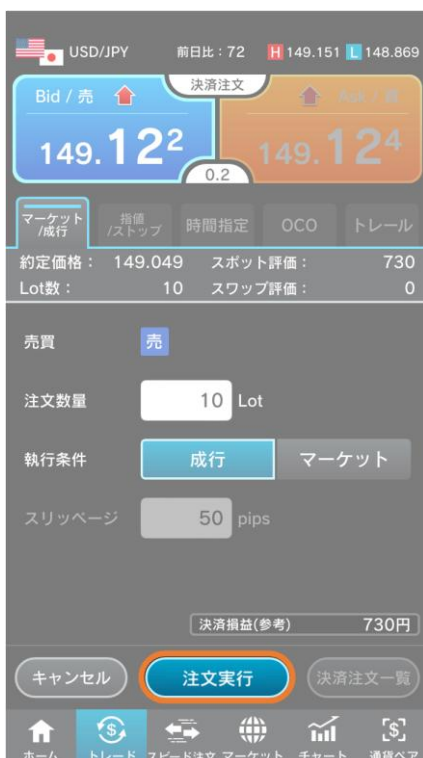 USD/JPY 前日比：72 H 149.151 L 148.869
決済注文
Bid / 売 Ask / 買
149.122 149.124
0.2
マーケット/成行 指値/ストップ 時間指定 OCO トレール
約定価格： 149.049 スポット評価： 730
Lot数： 10 スワップ評価： 0
売買 売
注文数量 10 Lot
執行条件 成行 マーケット
スリッページ 50 pips
決済損益(参考) 730円
キャンセル 注文実行 決済注文一覧
ホーム トレード スピード注文 マーケット チャート 通貨ペア